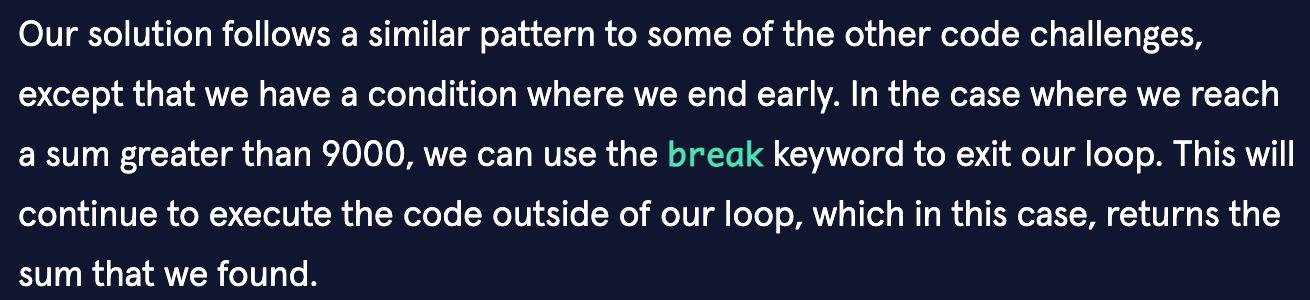 Our solution follows a similar pattern to some of the other code challenges,
except that we have a condition where we end early. In the case where we reach
a sum greater than 9000, we can use the break keyword to exit our loop. This will
continue to execute the code outside of our loop, which in this case, returns the
sum that we found.